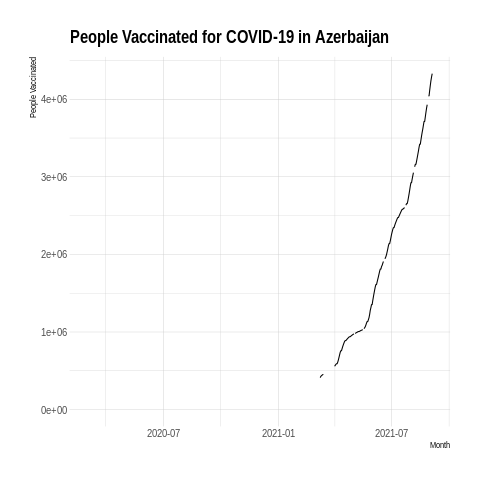 People Vaccinated for COVID-19 in Azerbaijan
People Vaccinated
4e+06
3e+06
2e+06
1e+06
0e+00
2020-07 2021-01 2021-07
Month